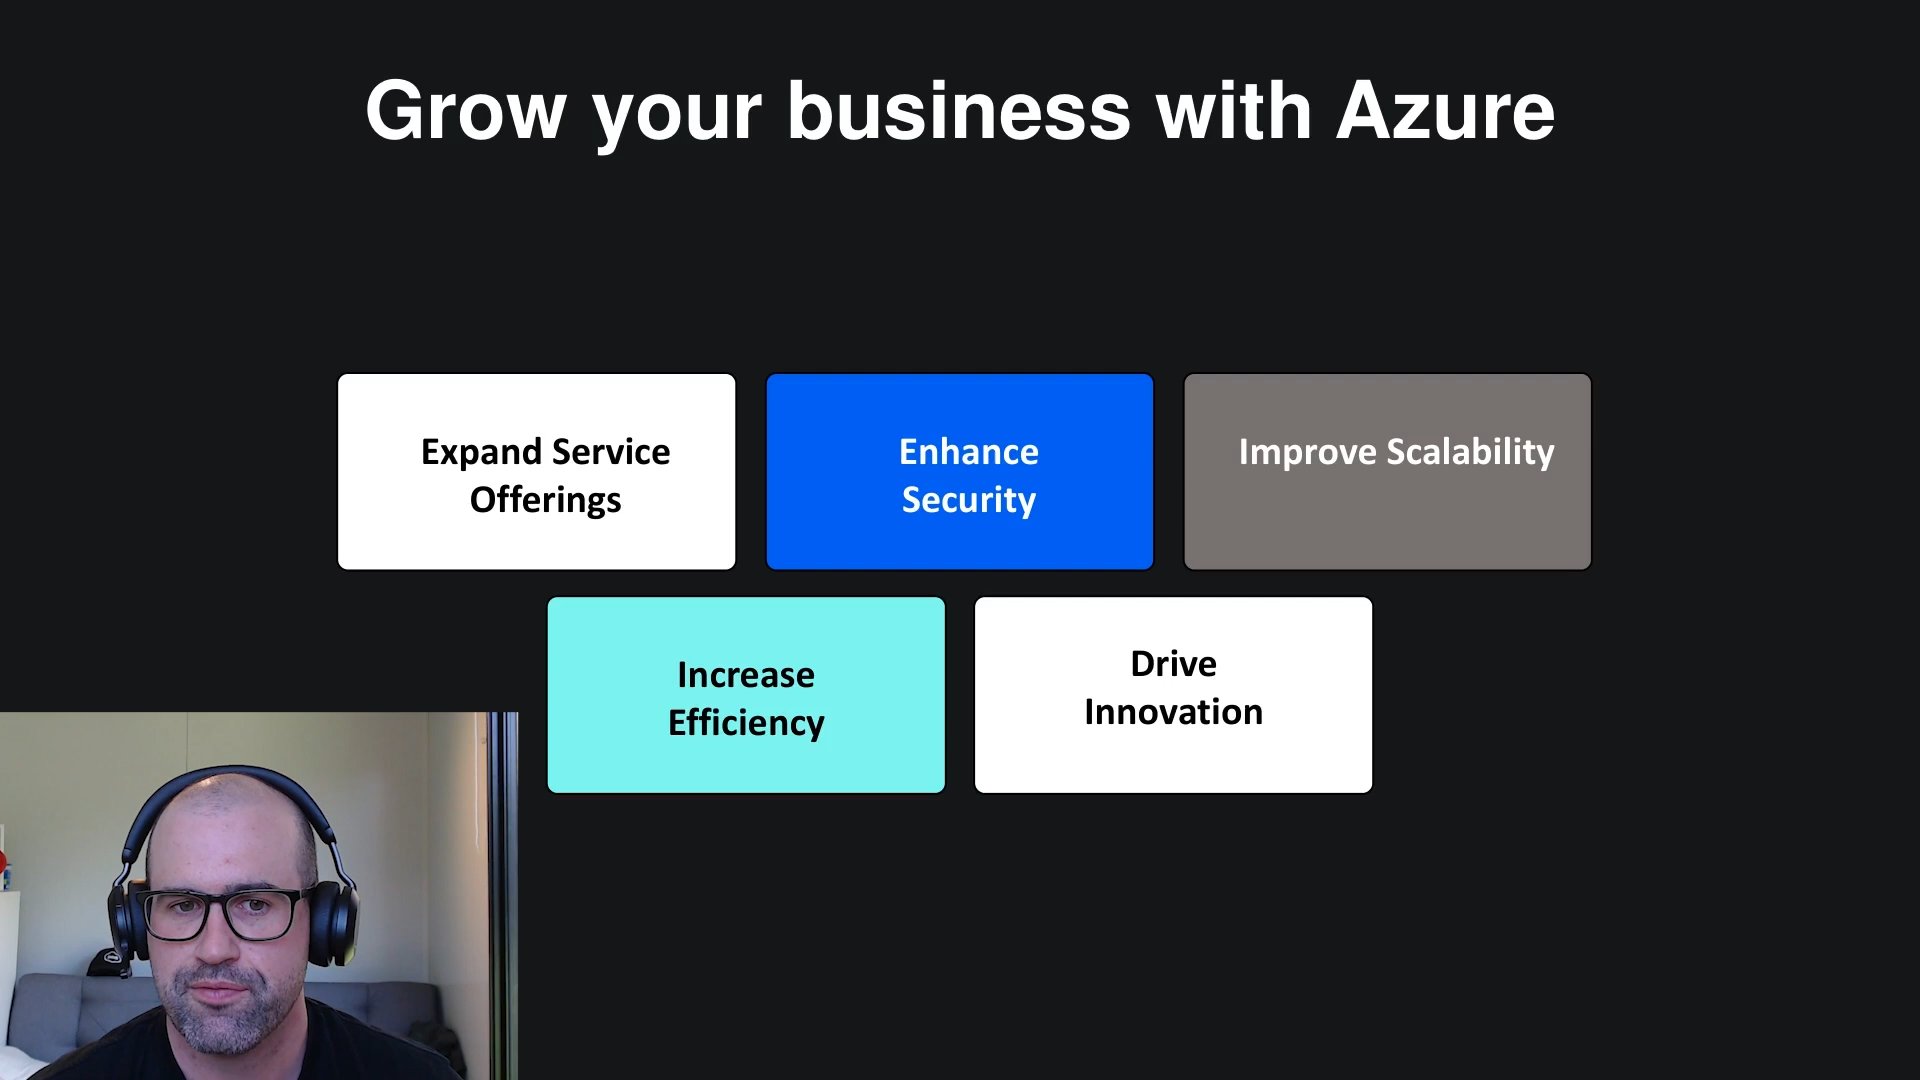 Grow your business with Azure
Expand Service
Offerings
Enhance
Security
Improve Scalability
Increase
Efficiency
Drive
Innovation